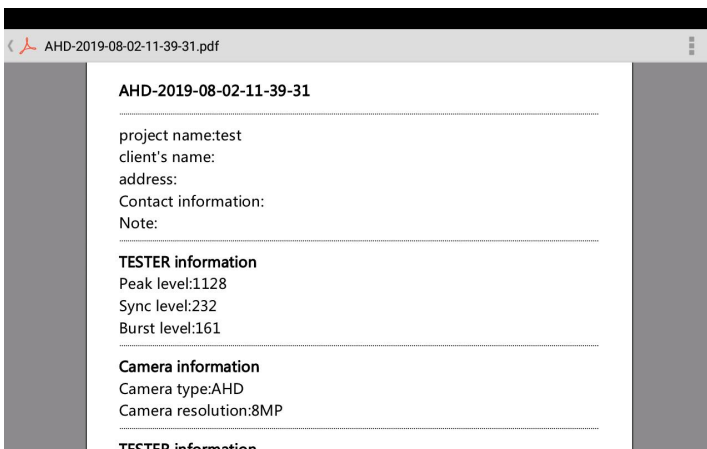 AHD-2019-08-02-11-39-31.pdf
AHD-2019-08-02-11-39-31
project name:test
client's name:
address:
Contact information:
Note:
TESTER information
Peak level:1128
Sync level:232
Burst level:161
Camera information
Camera type:AHD
Camera resolution:8MP
TESTER information